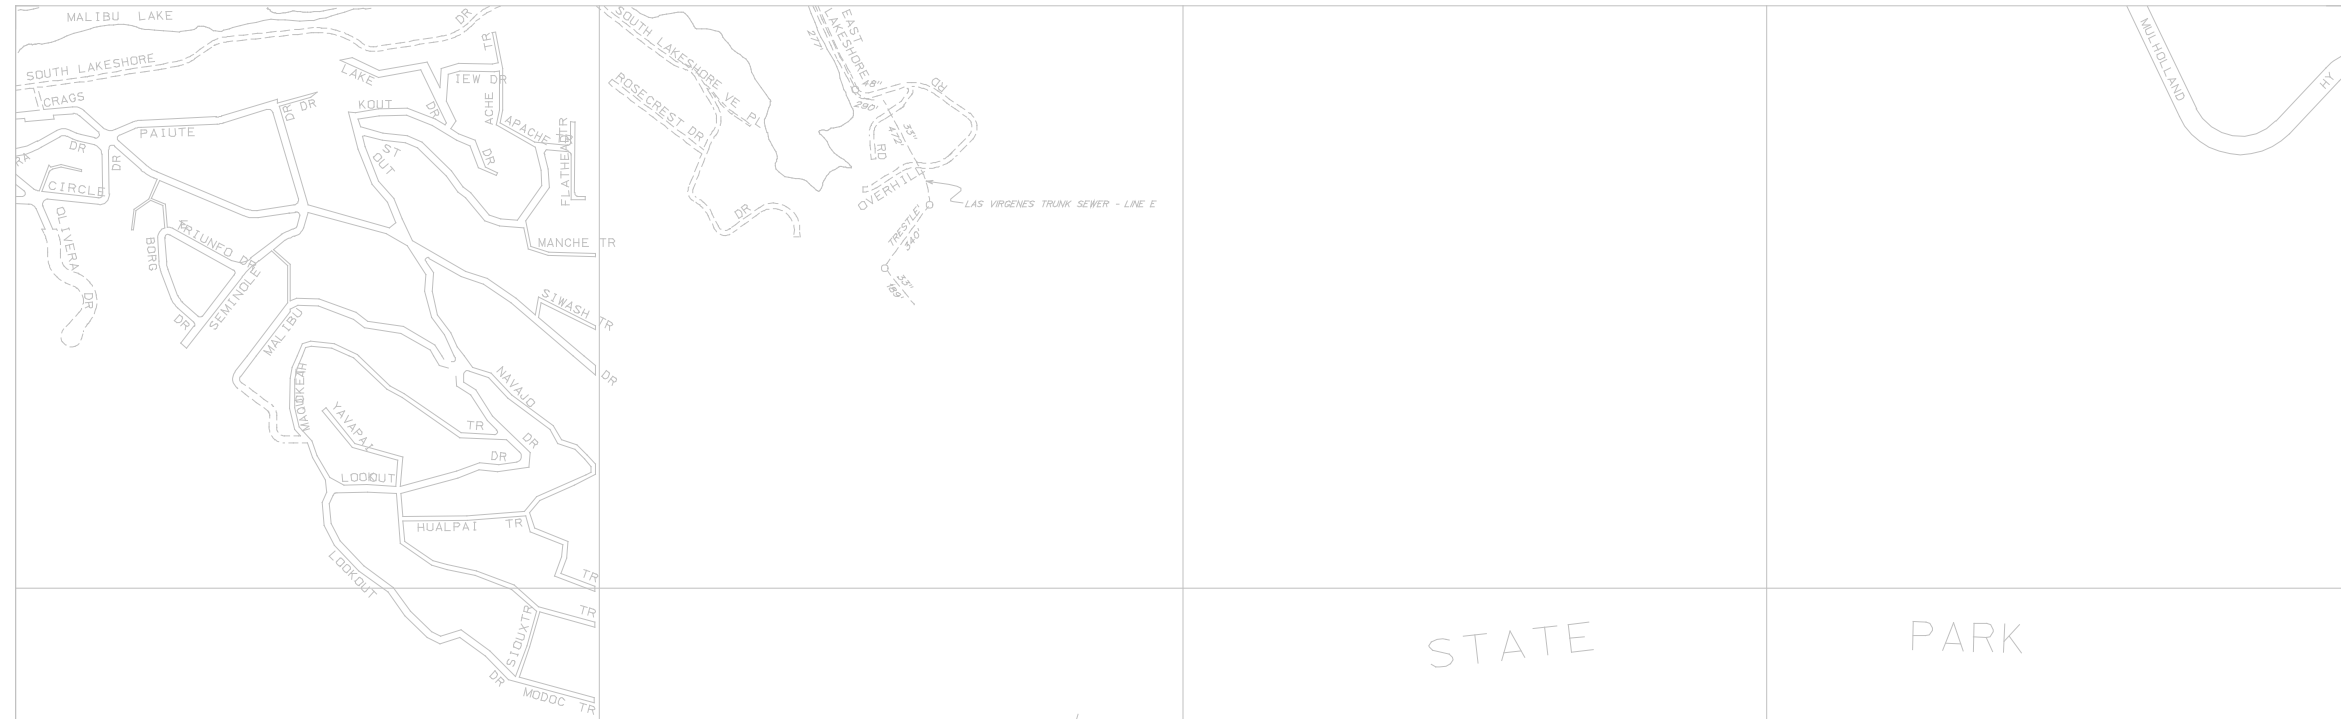 MALIBU LAKE
DR
SOUTH LAKESHORE
CRAGS
PAIUTE
DR
DR
DR
DR
RA
CIRCLE
OLIVERA
DR
LAKE
IEW DR
TR
ACHE
KOUT
DR
ST
OUT
DR
APACHE TR
FLATHEAD TR
MANCHE TR
TRIUNFO DR
BORG
DR
SEMINOLE
MALIBU
SIWASH TR
DR
NAVAJO
YAVAPAI
TR
DR
DR
LOOKOUT
HUALPAI TR
LOOKOUT
TR
TR
SIOUX TR
DR
MODOC TR
SOUTH LAKESHORE VE
PL
ROSECREST DR
DR
EAST
LAKESHORE
277'
48"
290'
RD
33"
472'
RD
OVERHILL
LAS VIRGENES TRUNK SEWER - LINE E
TRESTLE
340'
33"
189'
MULHOLLAND
HY
STATE PARK